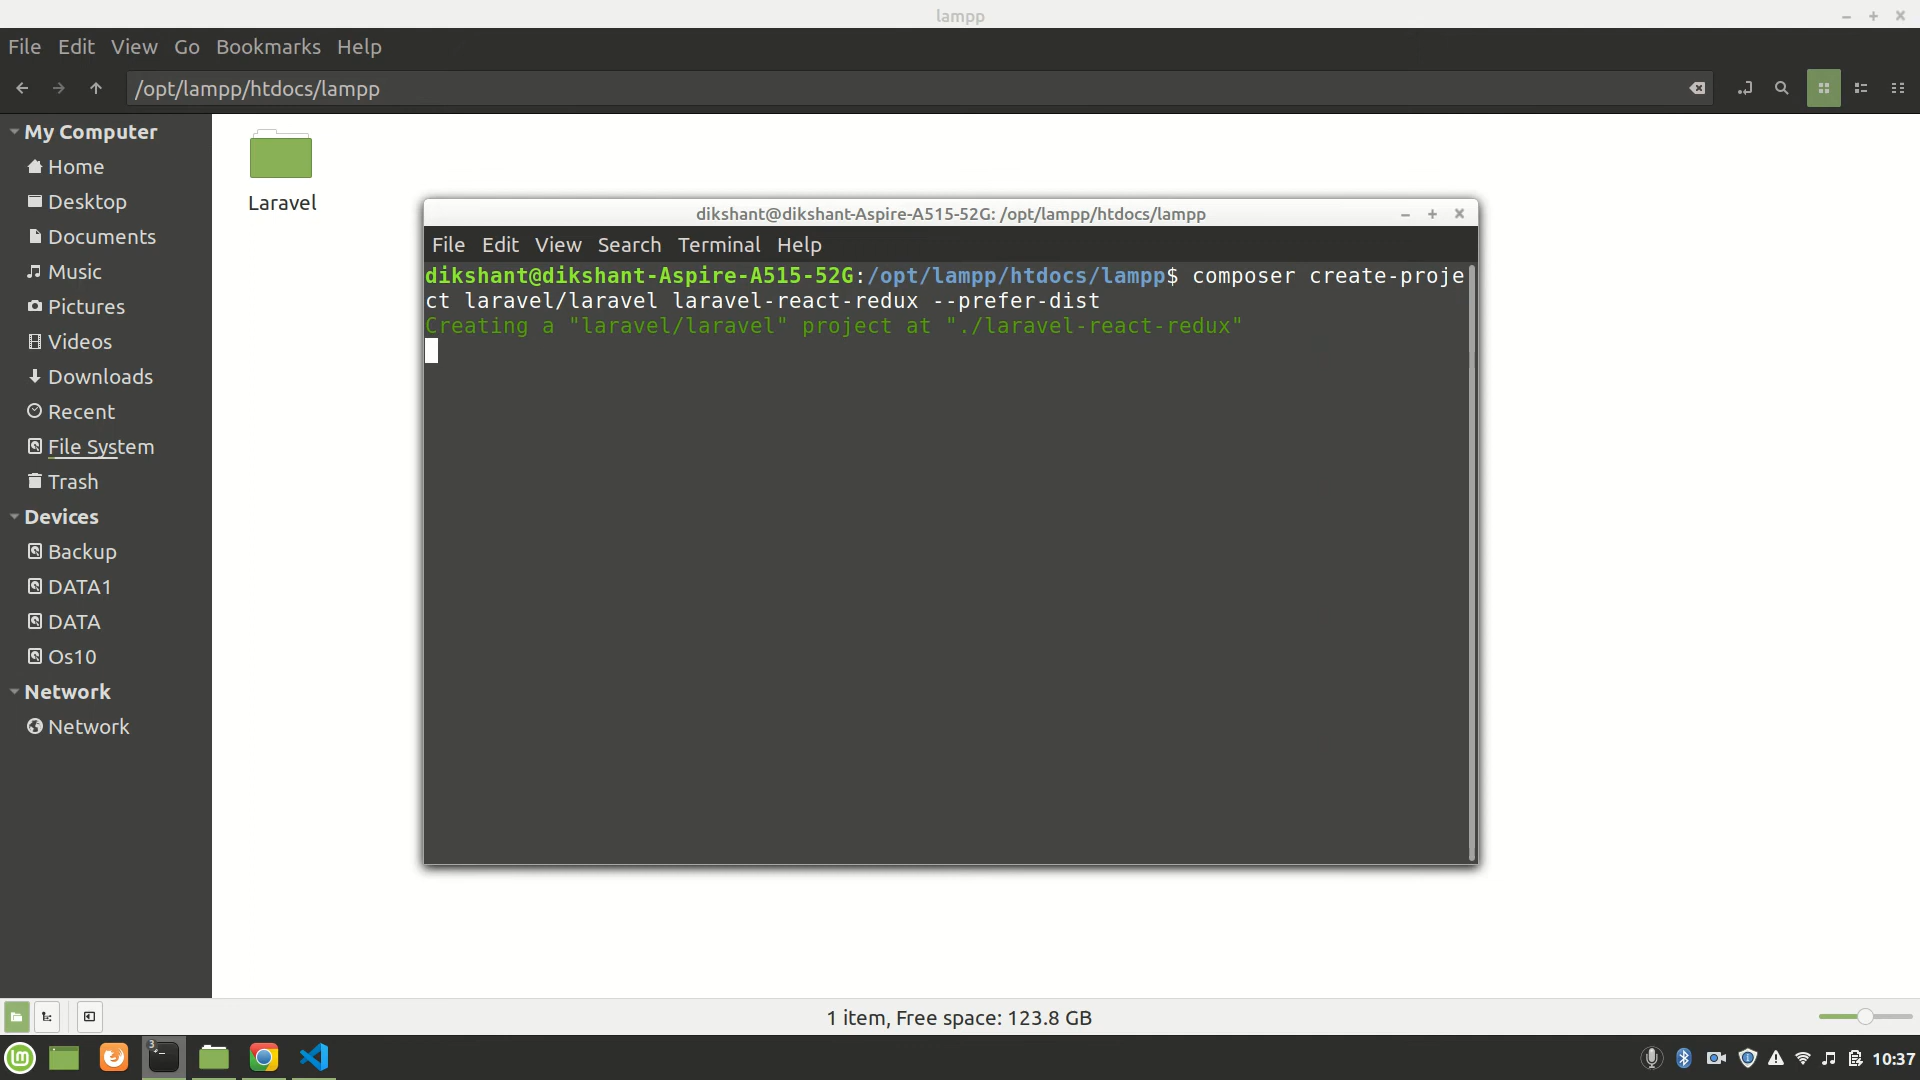 lampp
File Edit View Go Bookmarks Help
/opt/lampp/htdocs/lampp
My Computer
Home
Desktop
Documents
Music
Pictures
Videos
Downloads
Recent
File System
Trash
Devices
Backup
DATA1
DATA
Os10
Network
Network
Laravel
dikshant@dikshant-Aspire-A515-52G: /opt/lampp/htdocs/lampp
File Edit View Search Terminal Help
dikshant@dikshant-Aspire-A515-52G:/opt/lampp/htdocs/lampp$ composer create-proje
ct laravel/laravel laravel-react-redux --prefer-dist
Creating a "laravel/laravel" project at "./laravel-react-redux"
1 item, Free space: 123.8 GB
3
10:37